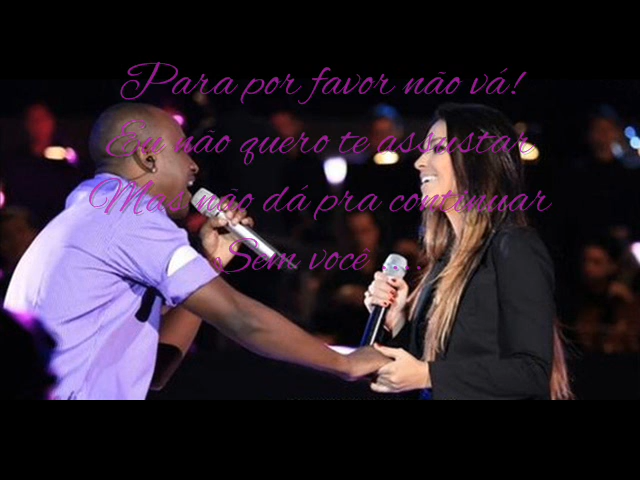 Para por favor não vá!
Eu não quero te assustar
Mas não dá pra continuar
Sem você ....